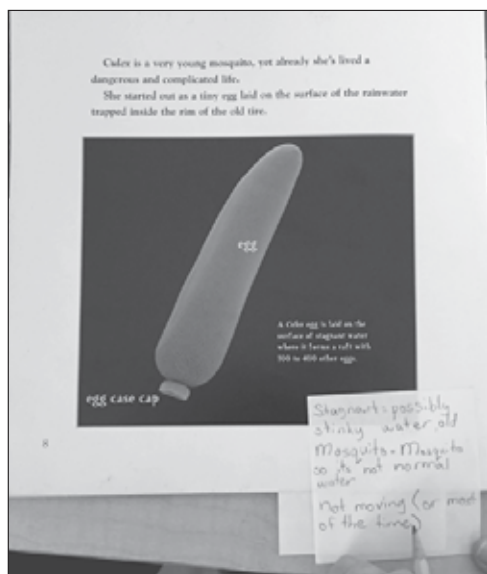 Culex is a very young mosquito, yet already she's lived a
dangerous and complicated life.
She started out as a tiny egg laid on the surface of the rainwater
trapped inside the rim of the old tire.
egg
A Culex egg is laid on the
surface of stagnant water
where it forms a raft with
to 400 other eggs.
egg case cap
8
Stagnant = possibly
stinky water, old
Mosquito = Mosquito
so its not normal
water
not moving (or most
of the time)